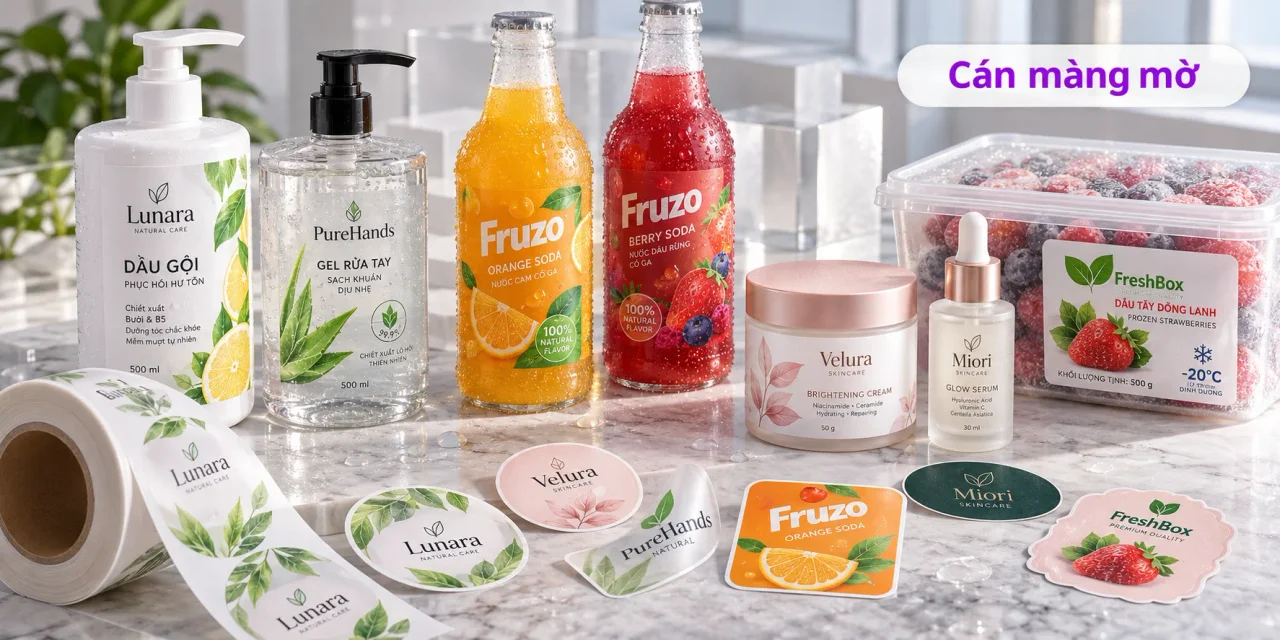 Cán màng mờ
Lunara
NATURAL CARE
DẦU GỘI
PHỤC HỒI HƯ TỔN
Chiết xuất
Bưởi & B5
Dưỡng tóc chắc khỏe
Mềm mượt tự nhiên
500 ml
PureHands
GEL RỬA TAY
SẠCH KHUẨN
DỊU NHẸ
99,9%
CHIẾT XUẤT LÔ HỘI
THIÊN NHIÊN
500 ml
Fruzo
ORANGE SODA
NƯỚC CAM CÓ GA
100%
NATURAL
FLAVOR
Fruzo
BERRY SODA
NƯỚC DÂU RỪNG
CÓ GA
100%
NATURAL
FLAVOR
Velura
SKINCARE
BRIGHTENING CREAM
Niacinamide • Ceramide
Hydrating • Repairing
50 g
Miori
SKINCARE
GLOW SERUM
Hyaluronic Acid
Vitamin C
Centella Asiatica
30 ml
FreshBox
DÂU TÂY ĐÔNG LẠNH
FROZEN STRAWBERRIES
KHỐI LƯỢNG TỊNH: 500 g
-20°C
DINH DƯỠNG
Lunara
NATURAL CARE
Lunara
NATURAL CARE
Lunara
NATURAL CARE
Velura
SKINCARE
PureHands
NATURAL
Fruzo
ORANGE SODA
Miori
SKINCARE
FreshBox
PREMIUM QUALITY